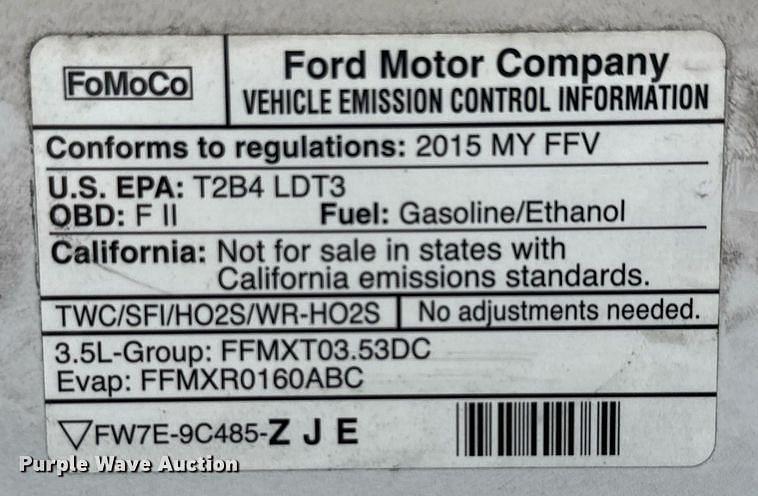 FoMoCo
Ford Motor Company
VEHICLE EMISSION CONTROL INFORMATION
Conforms to regulations: 2015 MY FFV
U.S. EPA: T2B4 LDT3
OBD: F II Fuel: Gasoline/Ethanol
California: Not for sale in states with
California emissions standards.
TWC/SFI/HO2S/WR-HO2S No adjustments needed.
3.5L-Group: FFMXT03.53DC
Evap: FFMXR0160ABC
▽FW7E-9C485-Z J E
Purple Wave Auction